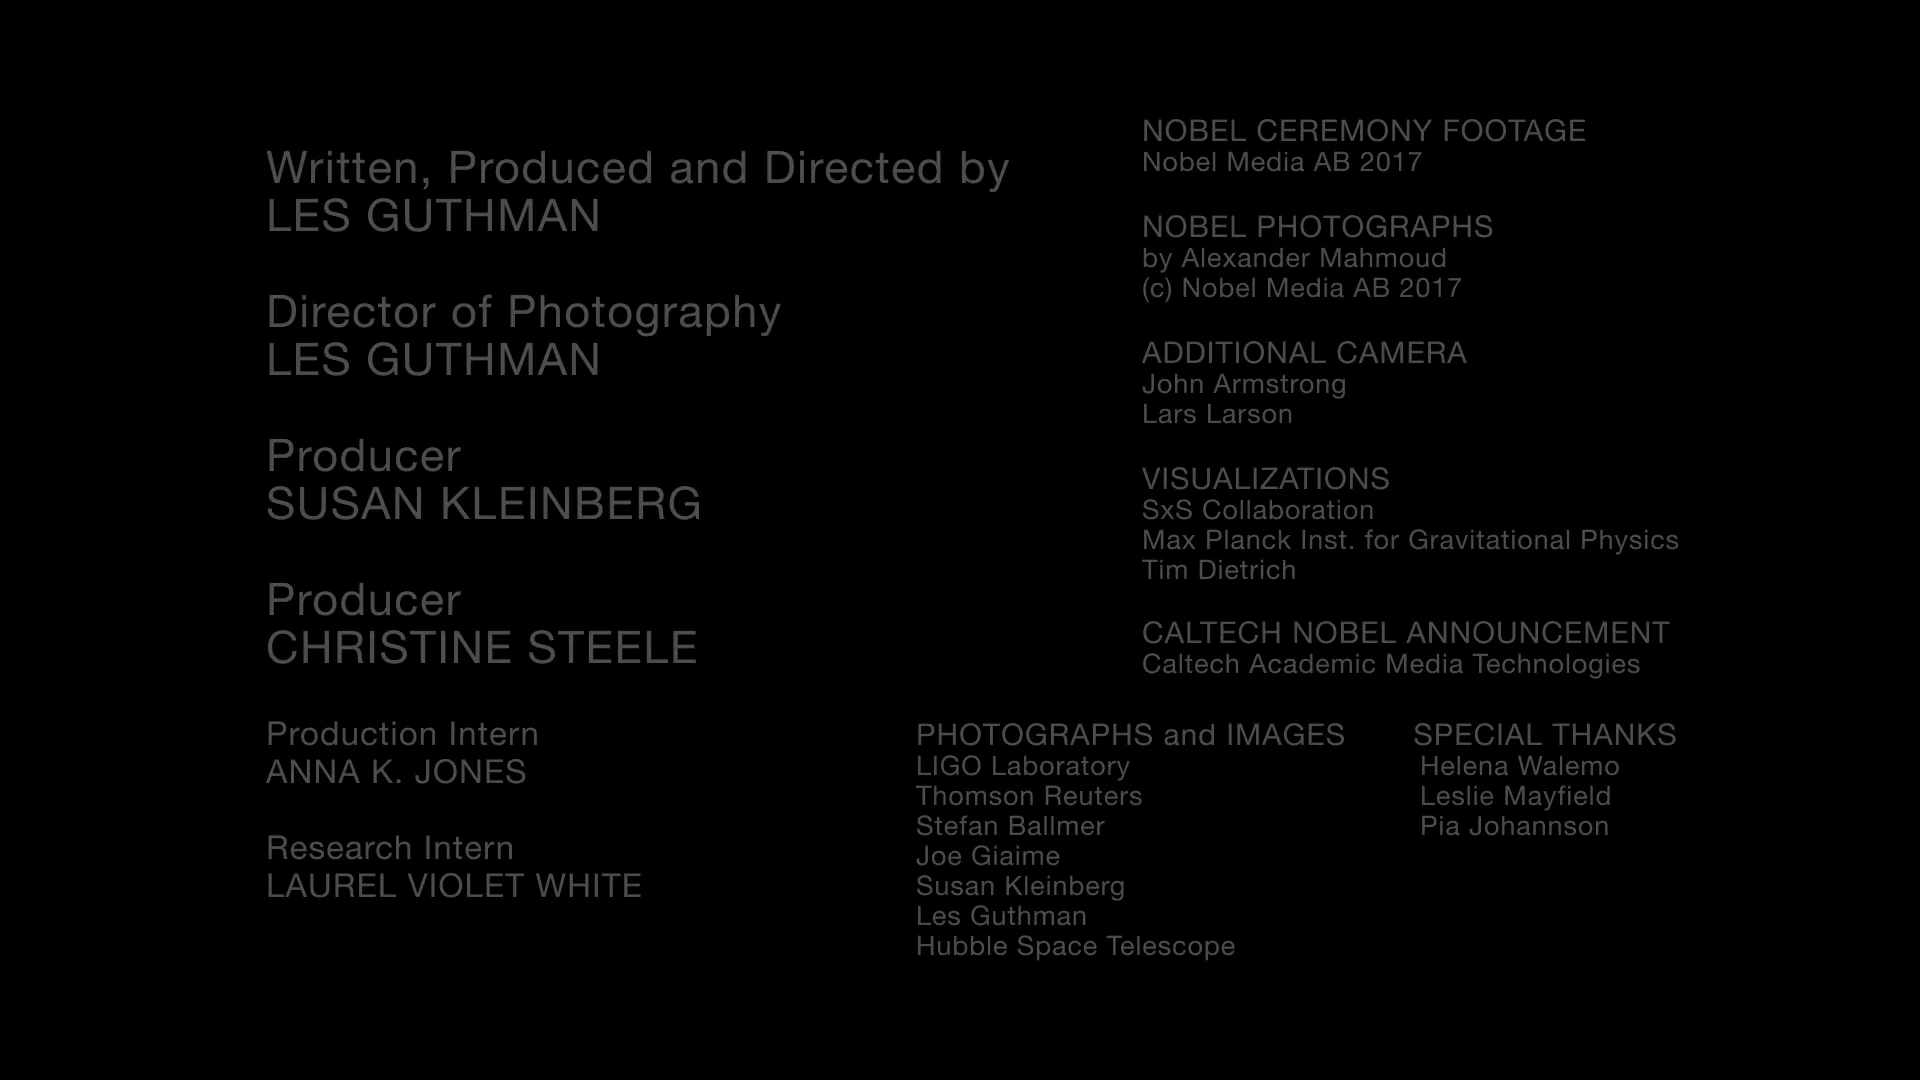 Written, Produced and Directed by
LES GUTHMAN
Director of Photography
LES GUTHMAN
Producer
SUSAN KLEINBERG
Producer
CHRISTINE STEELE
Production Intern
ANNA K. JONES
Research Intern
LAUREL VIOLET WHITE
NOBEL CEREMONY FOOTAGE
Nobel Media AB 2017
NOBEL PHOTOGRAPHS
by Alexander Mahmoud
(c) Nobel Media AB 2017
ADDITIONAL CAMERA
John Armstrong
Lars Larson
VISUALIZATIONS
SxS Collaboration
Max Planck Inst. for Gravitational Physics
Tim Dietrich
CALTECH NOBEL ANNOUNCEMENT
Caltech Academic Media Technologies
PHOTOGRAPHS and IMAGES
LIGO Laboratory
Thomson Reuters
Stefan Ballmer
Joe Giaime
Susan Kleinberg
Les Guthman
Hubble Space Telescope
SPECIAL THANKS
Helena Walemo
Leslie Mayfield
Pia Johannson